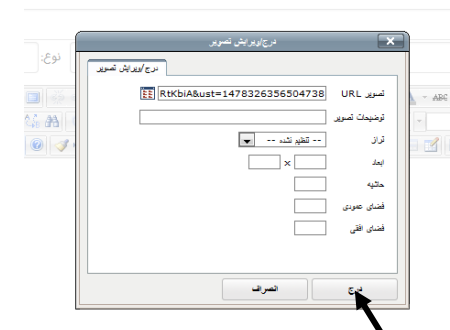 درج/ویرایش تصویر
نوع:
درج/ویرایش تصویر
تصویر URL RtKbiA&ust=1478326356504738
توضیحات تصویر
تراز -- تنظیم نشده --
ابعاد ×
حاشیه
فضای عمودی
فضای افقی
ABC
درج انصراف